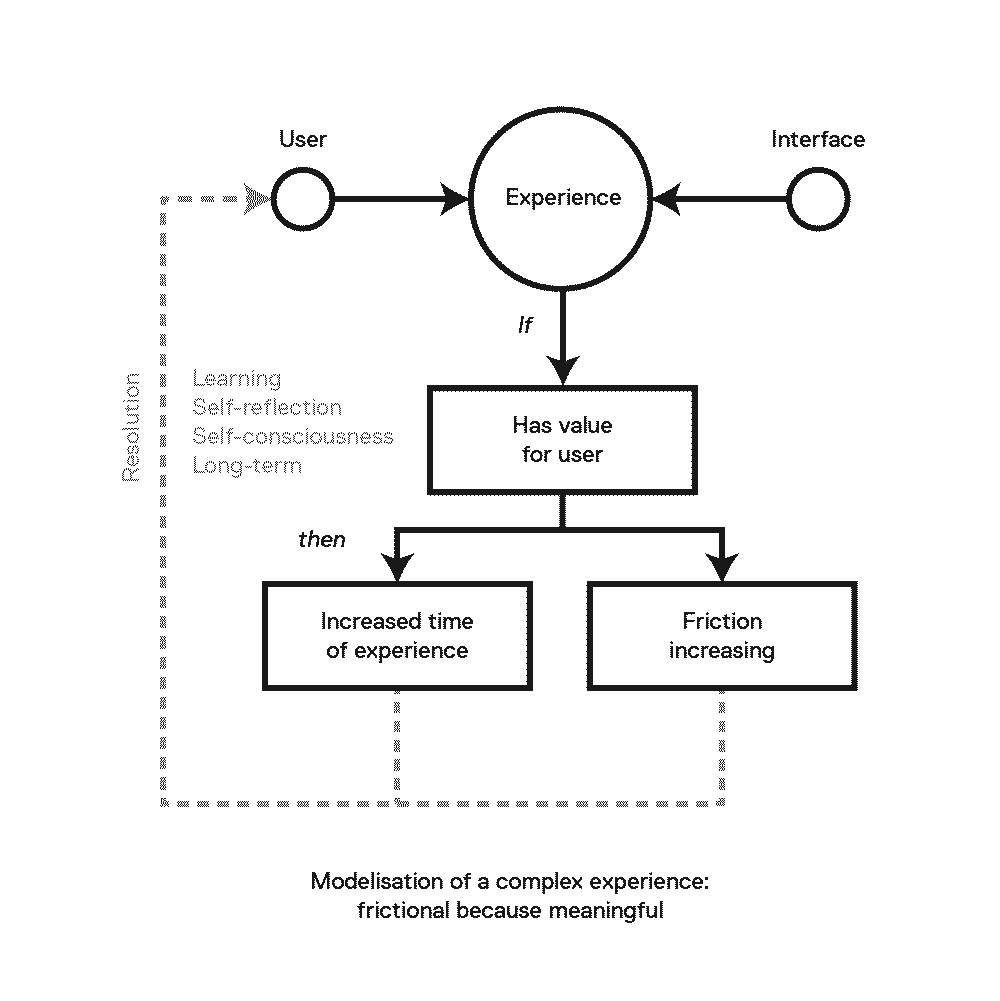 User
Interface
Experience
If
Learning
Self-reflection
Self-consciousness
Long-term
Resolution
Has value
for user
then
Increased time
of experience
Friction
increasing
Modelisation of a complex experience:
frictional because meaningful